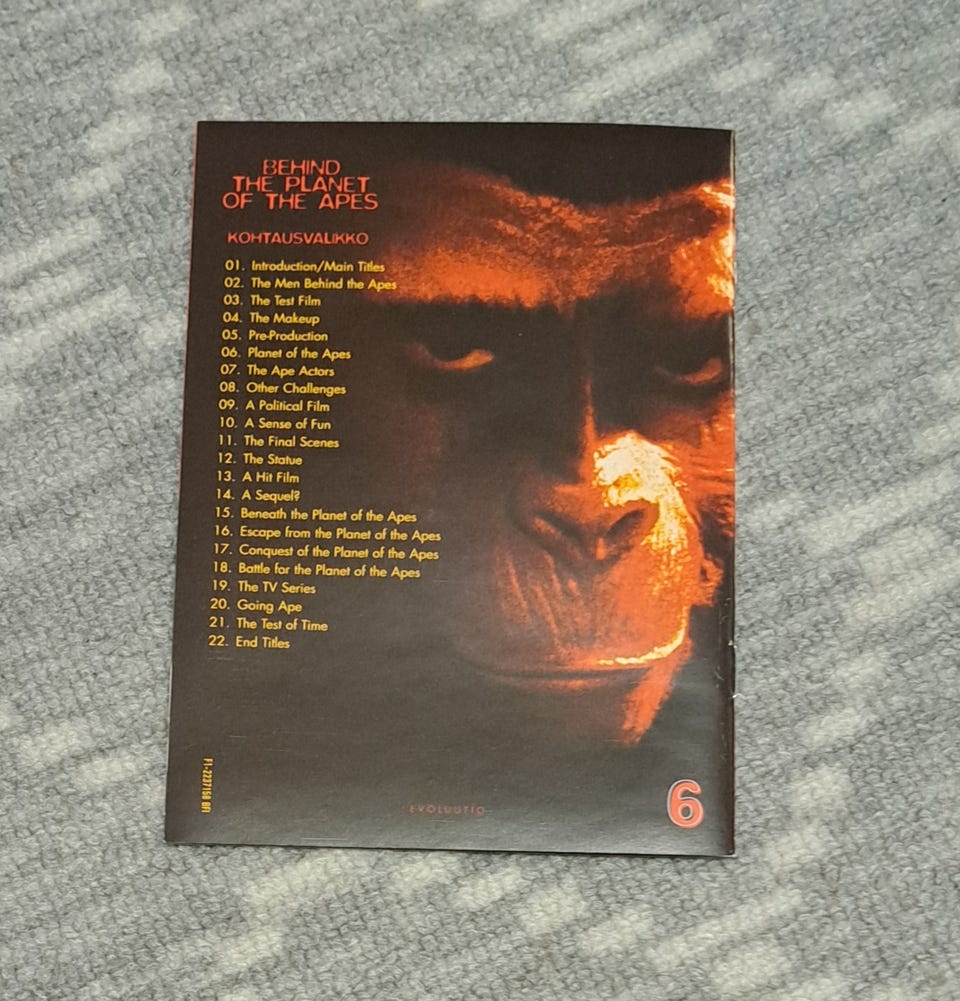 BEHIND
THE PLANET
OF THE APES
KOHTAUSVALIKKO
01. Introduction/Main Titles
02. The Men Behind the Apes
03. The Test Film
04. The Makeup
05. Pre-Production
06. Planet of the Apes
07. The Ape Actors
08. Other Challenges
09. A Political Film
10. A Sense of Fun
11. The Final Scenes
12. The Statue
13. A Hit Film
14. A Sequel?
15. Beneath the Planet of the Apes
16. Escape from the Planet of the Apes
17. Conquest of the Planet of the Apes
18. Battle for the Planet of the Apes
19. The TV Series
20. Going Ape
21. The Test of Time
22. End Titles
EVOLUUTIO
6